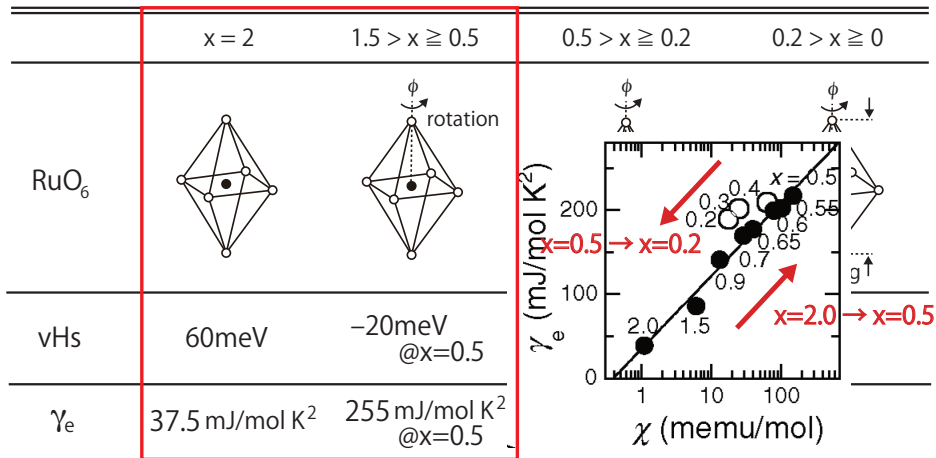 x = 2
1.5 > x ≧ 0.5
0.5 > x ≧ 0.2
0.2 > x ≧ 0
RuO₆
ϕ
rotation
ϕ
ϕ
g
γₑ (mJ/mol K²)
200
100
0
1
10
100
χ (memu/mol)
x = 0.5
0.4
0.3
0.2
0.55
0.6
0.65
0.7
0.9
1.5
2.0
x=0.5 → x=0.2
x=2.0 → x=0.5
vHs
60meV
–20meV
@x=0.5
γₑ
37.5 mJ/mol K²
255 mJ/mol K²
@x=0.5